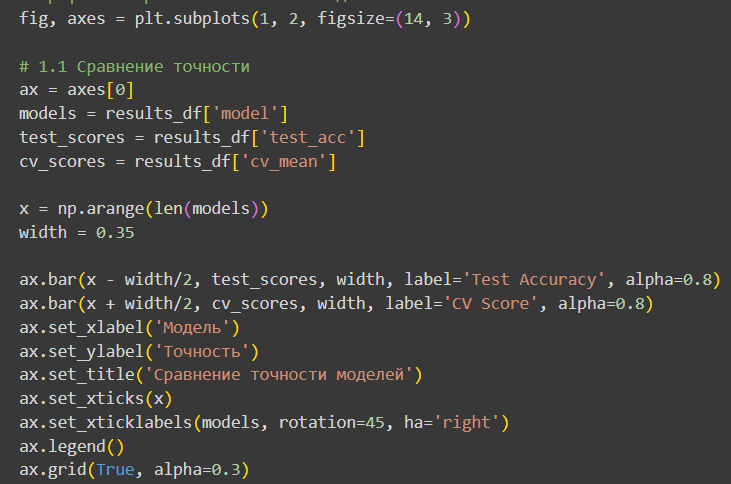 fig, axes = plt.subplots(1, 2, figsize=(14, 3))
# 1.1 Сравнение точности
ax = axes[0]
models = results_df['model']
test_scores = results_df['test_acc']
cv_scores = results_df['cv_mean']
x = np.arange(len(models))
width = 0.35
ax.bar(x - width/2, test_scores, width, label='Test Accuracy', alpha=0.8)
ax.bar(x + width/2, cv_scores, width, label='CV Score', alpha=0.8)
ax.set_xlabel('Модель')
ax.set_ylabel('Точность')
ax.set_title('Сравнение точности моделей')
ax.set_xticks(x)
ax.set_xticklabels(models, rotation=45, ha='right')
ax.legend()
ax.grid(True, alpha=0.3)